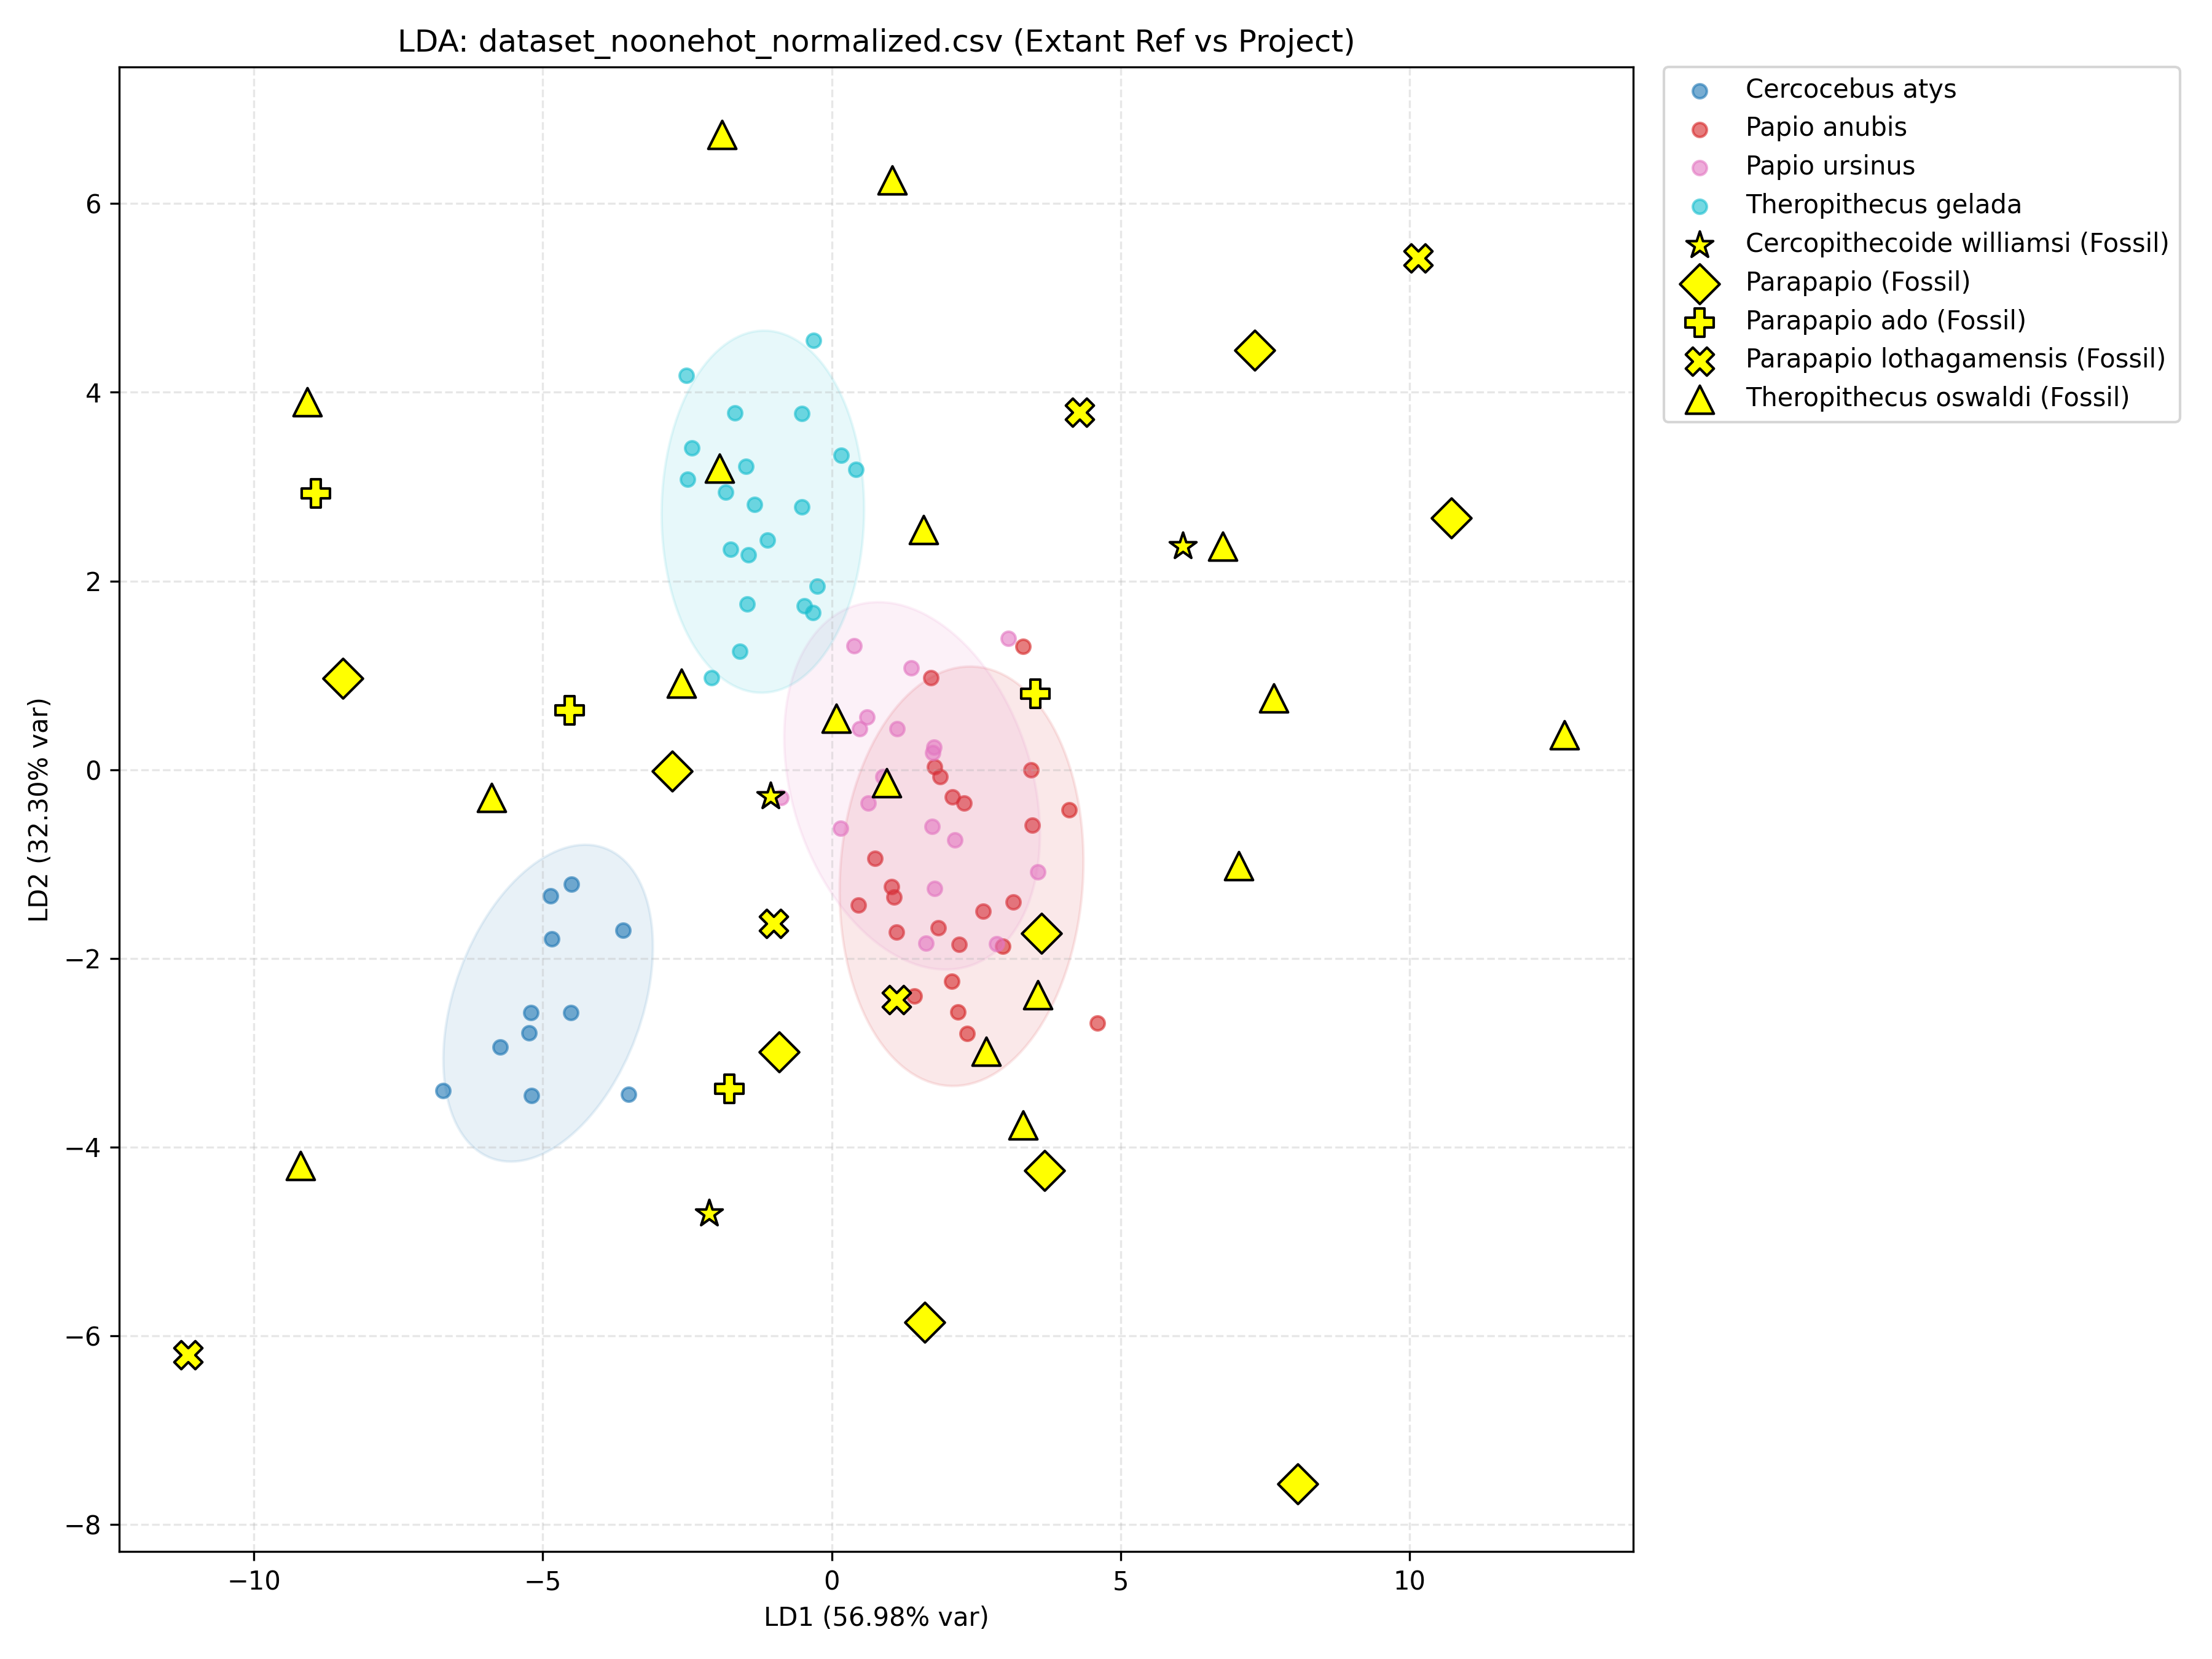 LDA: dataset_noonehot_normalized.csv (Extant Ref vs Project)
Cercocebus atys
Papio anubis
Papio ursinus
Theropithecus gelada
Cercopithecoide williamsi (Fossil)
Parapapio (Fossil)
Parapapio ado (Fossil)
Parapapio lothagamensis (Fossil)
Theropithecus oswaldi (Fossil)
LD2 (32.30% var)
6
4
2
0
−2
−4
−6
−8
−10
−5
0
5
10
LD1 (56.98% var)